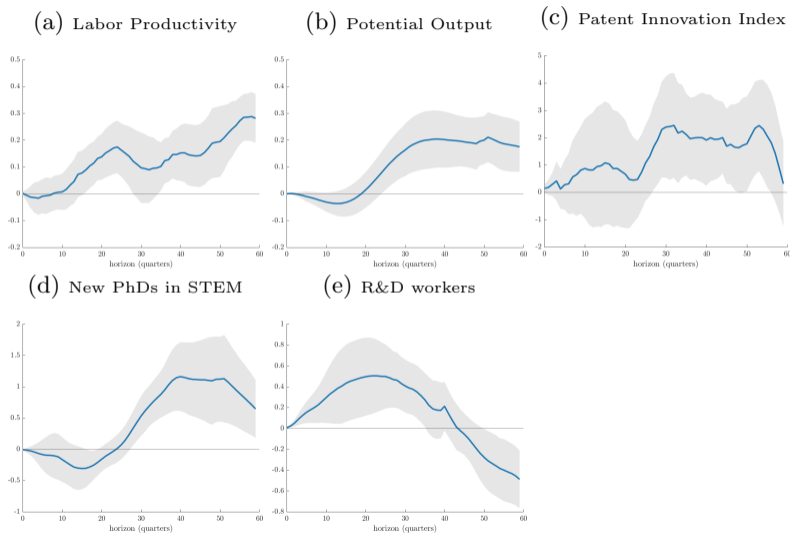 (a) Labor Productivity
(b) Potential Output
(c) Patent Innovation Index
0.5
0.4
0.3
0.2
0.1
0
-0.1
-0.2
0 10 20 30 40 50 60
horizon (quarters)
0.5
0.4
0.3
0.2
0.1
0
-0.1
-0.2
0 10 20 30 40 50 60
horizon (quarters)
5
4
3
2
1
0
-1
-2
0 10 20 30 40 50 60
horizon (quarters)
(d) New PhDs in STEM
(e) R&D workers
2
1.5
1
0.5
0
-0.5
-1
0 10 20 30 40 50 60
horizon (quarters)
1
0.8
0.6
0.4
0.2
0
-0.2
-0.4
-0.6
-0.8
0 10 20 30 40 50 60
horizon (quarters)